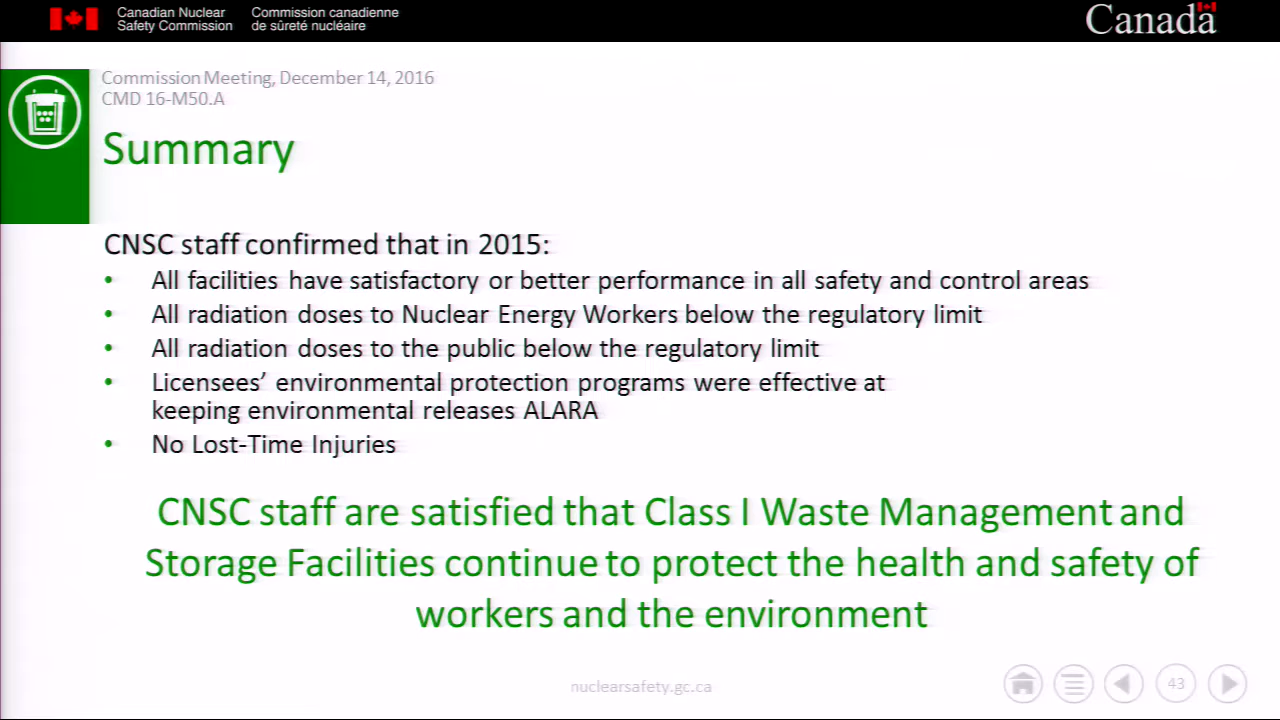 Canadian Nuclear Safety Commission
Commission canadienne de sûreté nucléaire
Canada
Commission Meeting, December 14, 2016
CMD 16-M50.A
Summary
CNSC staff confirmed that in 2015:
• All facilities have satisfactory or better performance in all safety and control areas
• All radiation doses to Nuclear Energy Workers below the regulatory limit
• All radiation doses to the public below the regulatory limit
• Licensees’ environmental protection programs were effective at
keeping environmental releases ALARA
• No Lost-Time Injuries
CNSC staff are satisfied that Class I Waste Management and
Storage Facilities continue to protect the health and safety of
workers and the environment
nuclearsafety.gc.ca
43